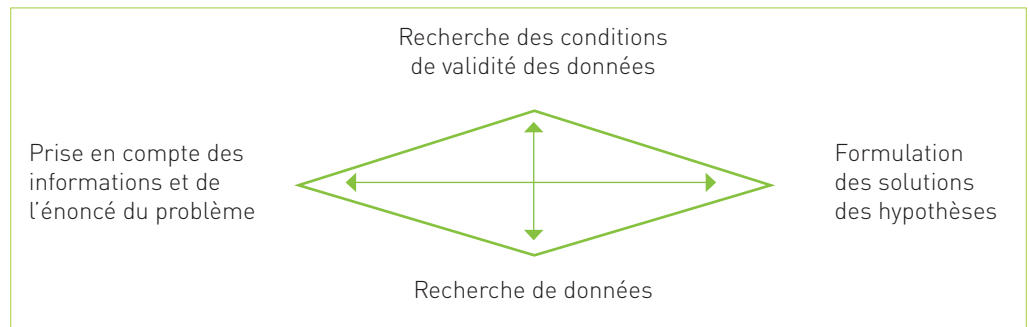 Recherche des conditions
de validité des données
Prise en compte des
informations et de
l'énoncé du problème
Formulation
des solutions
des hypothèses
Recherche de données